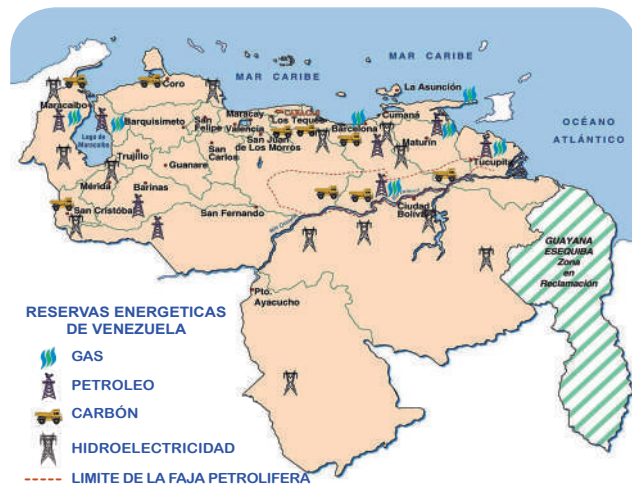 MAR CARIBE
MAR CARIBE
Coro
La Asunción
Maracaibo
Maracay
CARACAS
Cumaná
OCÉANO
ATLÁNTICO
Barquisimeto
San
Felipe
Valencia
Los Teques
Barcelona
Lago de
Maracaibo
San Juan
de Los Morros
Maturín
Trujillo
San
Carlos
Guanare
Tucupita
Mérida
Barinas
San Cristóba
San Fernando
Ciudad
Bolívar
GUAYANA
ESEQUIBA
Zona
en
Reclamación
Pto.
Ayacucho
RESERVAS ENERGETICAS
DE VENEZUELA
GAS
PETROLEO
CARBÓN
HIDROELECTRICIDAD
LIMITE DE LA FAJA PETROLIFERA